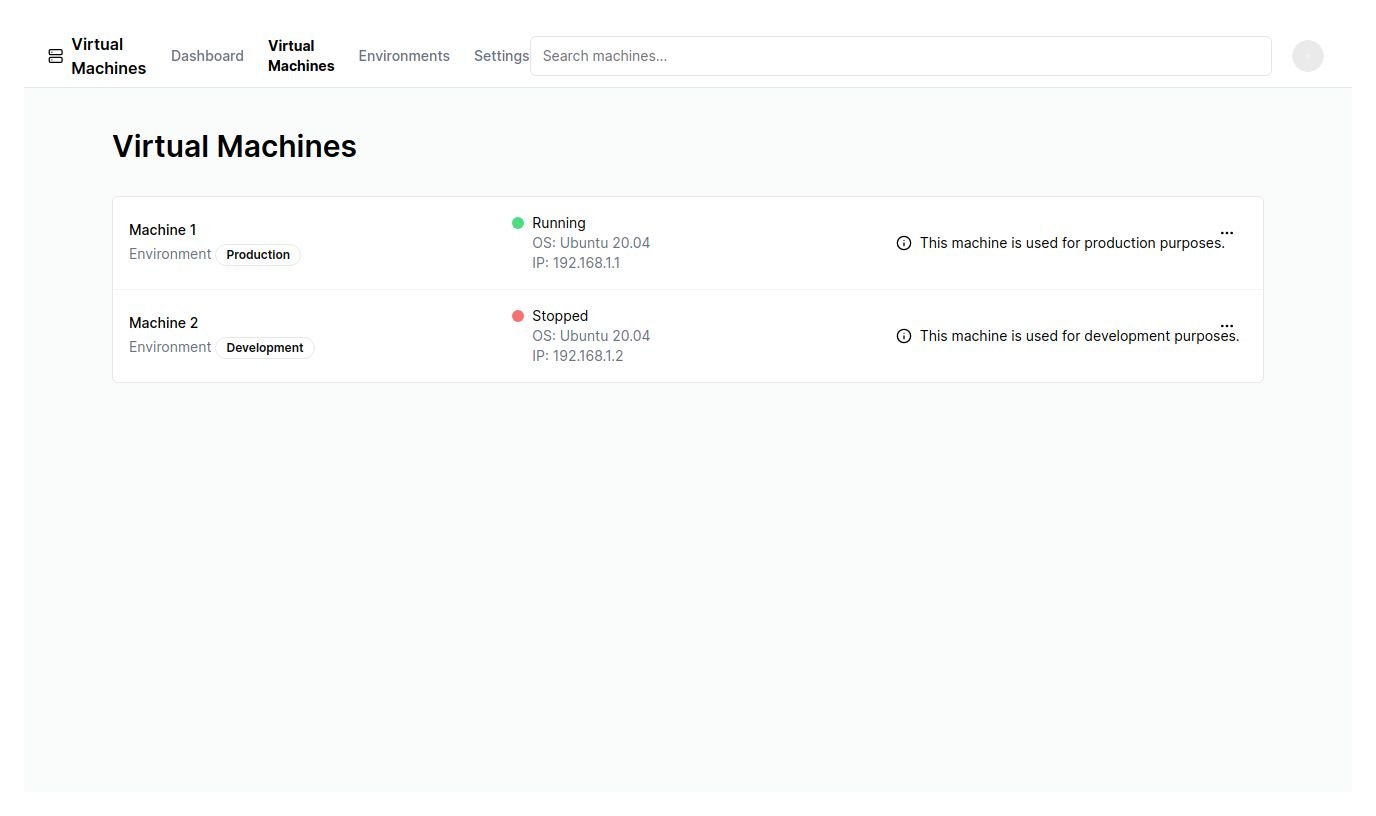 Virtual
Machines
Dashboard
Virtual
Machines
Environments
Settings
Search machines...
Virtual Machines
Machine 1
Environment Production
Running
OS: Ubuntu 20.04
IP: 192.168.1.1
This machine is used for production purposes.
...
Machine 2
Environment Development
Stopped
OS: Ubuntu 20.04
IP: 192.168.1.2
This machine is used for development purposes.
...